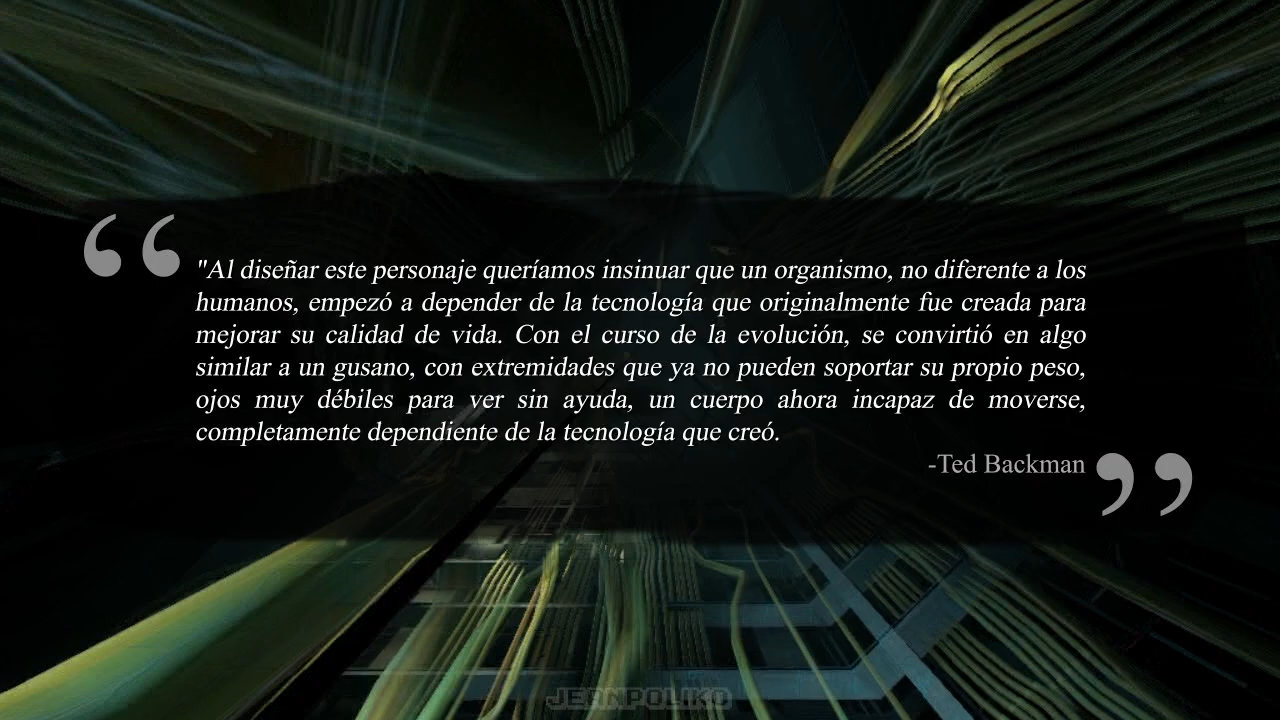 "Al diseñar este personaje queríamos insinuar que un organismo, no diferente a los
humanos, empezó a depender de la tecnología que originalmente fue creada para
mejorar su calidad de vida. Con el curso de la evolución, se convirtió en algo
similar a un gusano, con extremidades que ya no pueden soportar su propio peso,
ojos muy débiles para ver sin ayuda, un cuerpo ahora incapaz de moverse,
completamente dependiente de la tecnología que creó.
-Ted Backman
JEANPOLIKO